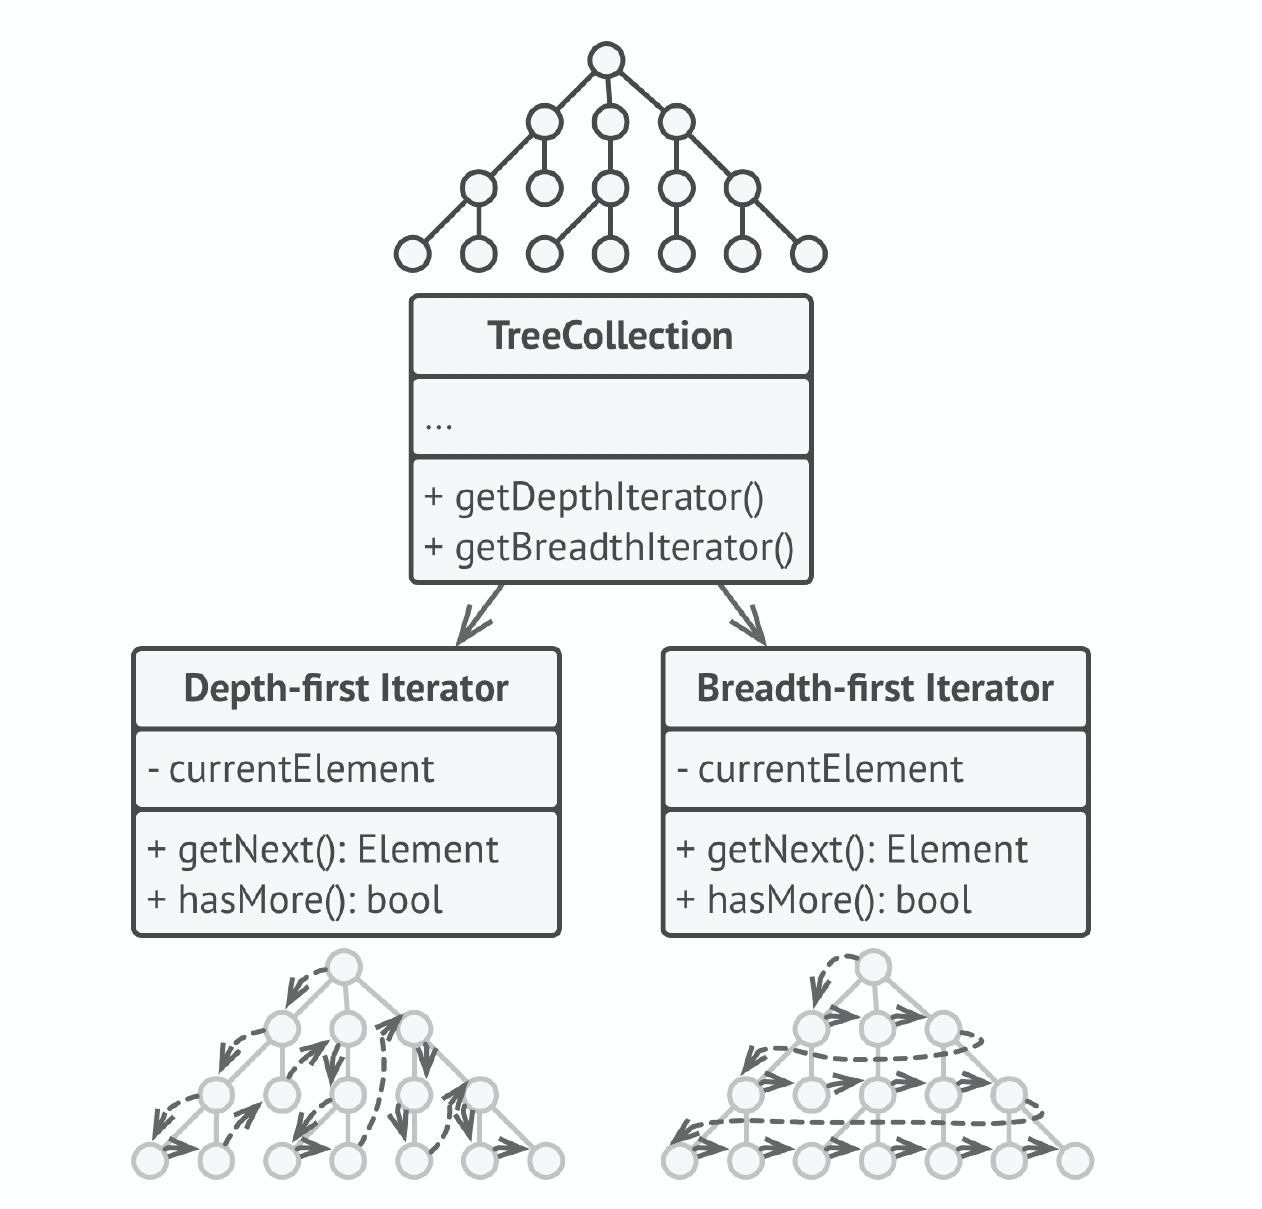 TreeCollection
...
+ getDepthIterator()
+ getBreadthIterator()
Depth-first Iterator
- currentElement
+ getNext(): Element
+ hasMore(): bool
Breadth-first Iterator
- currentElement
+ getNext(): Element
+ hasMore(): bool